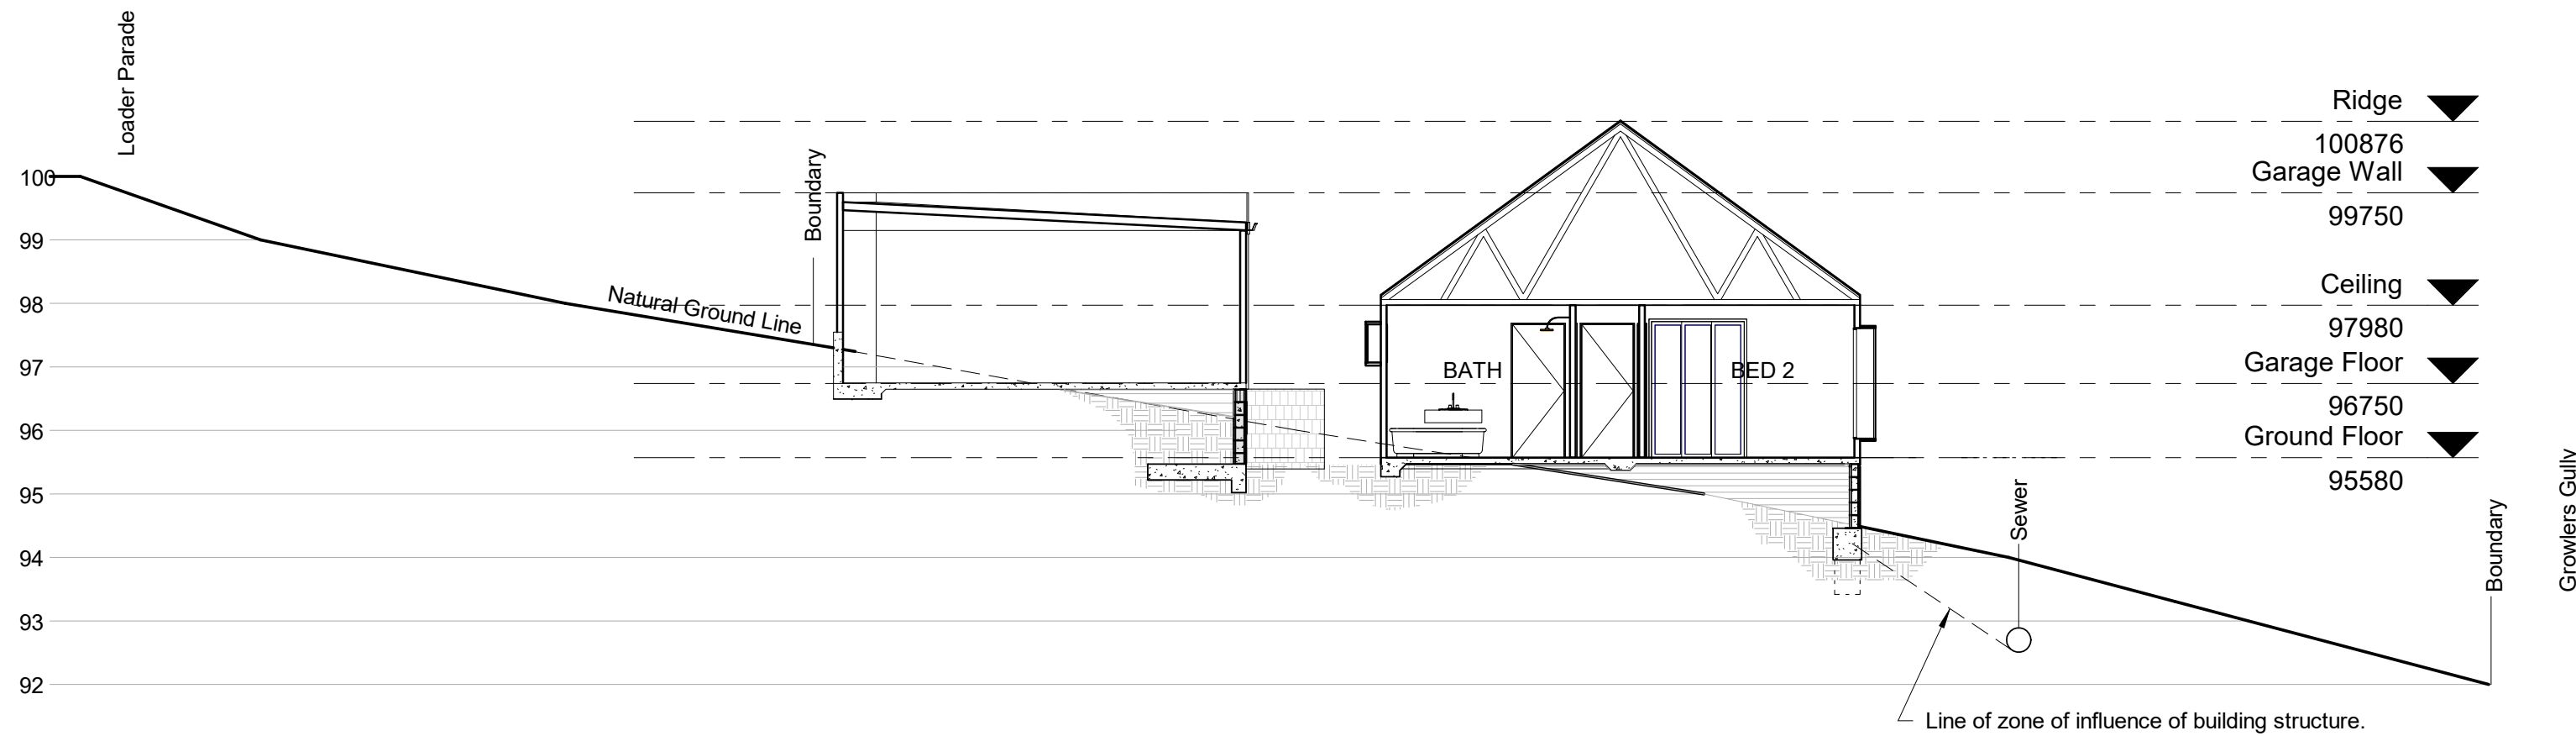 Loader Parade
Ridge
100876
Garage Wall
99750
Boundary
100
99
98
97
96
95
94
93
92
Natural Ground Line
Ceiling
97980
Garage Floor
96750
Ground Floor
95580
BATH
BED 2
Sewer
Boundary
Growlers Gully
Line of zone of influence of building structure.